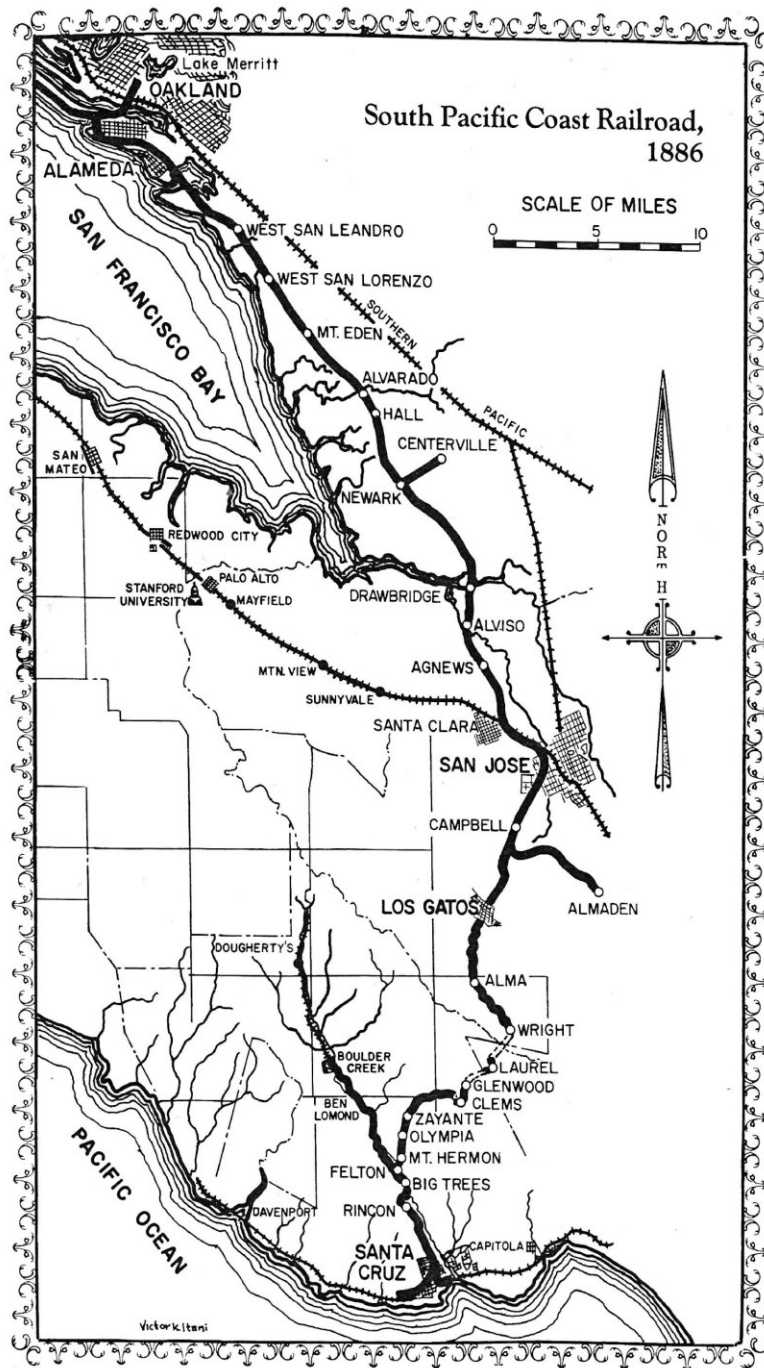 Lake Merritt
OAKLAND
South Pacific Coast Railroad,
1886
ALAMEDA
SCALE OF MILES
0 5 10
SAN FRANCISCO BAY
WEST SAN LEANDRO
WEST SAN LORENZO
SOUTHERN
MT. EDEN
ALVARADO
HALL
PACIFIC
CENTERVILLE
SAN
MATEO
NEWARK
NORTH
REDWOOD CITY
PALO ALTO
STANFORD
UNIVERSITY
MAYFIELD
DRAWBRIDGE
ALVISO
AGNEWS
MTN. VIEW
SUNNYVALE
SANTA CLARA
SAN JOSE
CAMPBELL
ALMADEN
LOS GATOS
DOUGHERTY'S
ALMA
WRIGHT
BOULDER
CREEK
LAUREL
GLENWOOD
CLEMS
BEN
LOMOND
ZAYANTE
OLYMPIA
MT. HERMON
FELTON
BIG TREES
RINCON
PACIFIC OCEAN
DAVENPORT
SANTA
CRUZ
CAPITOLA
Victor Kitani